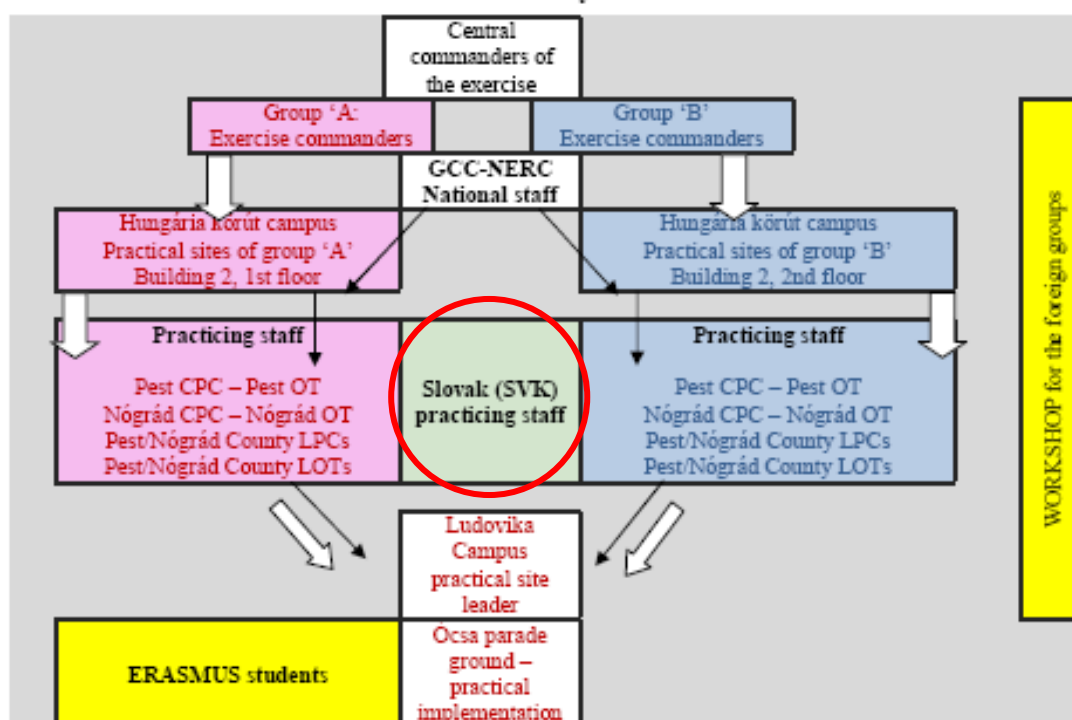 Central
commanders of
the exercise
Group ‘A:
Exercise commanders
Group ‘B’
Exercise commanders
GCC-NERC
National staff
Hungária körút campus
Practical sites of group ‘A’
Building 2, 1st floor
Hungária körút campus
Practical sites of group ‘B’
Building 2, 2nd floor
Practicing staff
Pest CPC – Pest OT
Nógrád CPC – Nógrád OT
Pest/Nógrád County LPCs
Pest/Nógrád County LOTs
Slovak (SVK)
practicing staff
Practicing staff
Pest CPC – Pest OT
Nógrád CPC – Nógrád OT
Pest/Nógrád County LPCs
Pest/Nógrád County LOTs
Ludovika
Campus
practical site
leader
Ócsa parade
ground –
practical
implementation
ERASMUS students
WORKSHOP for the foreign groups